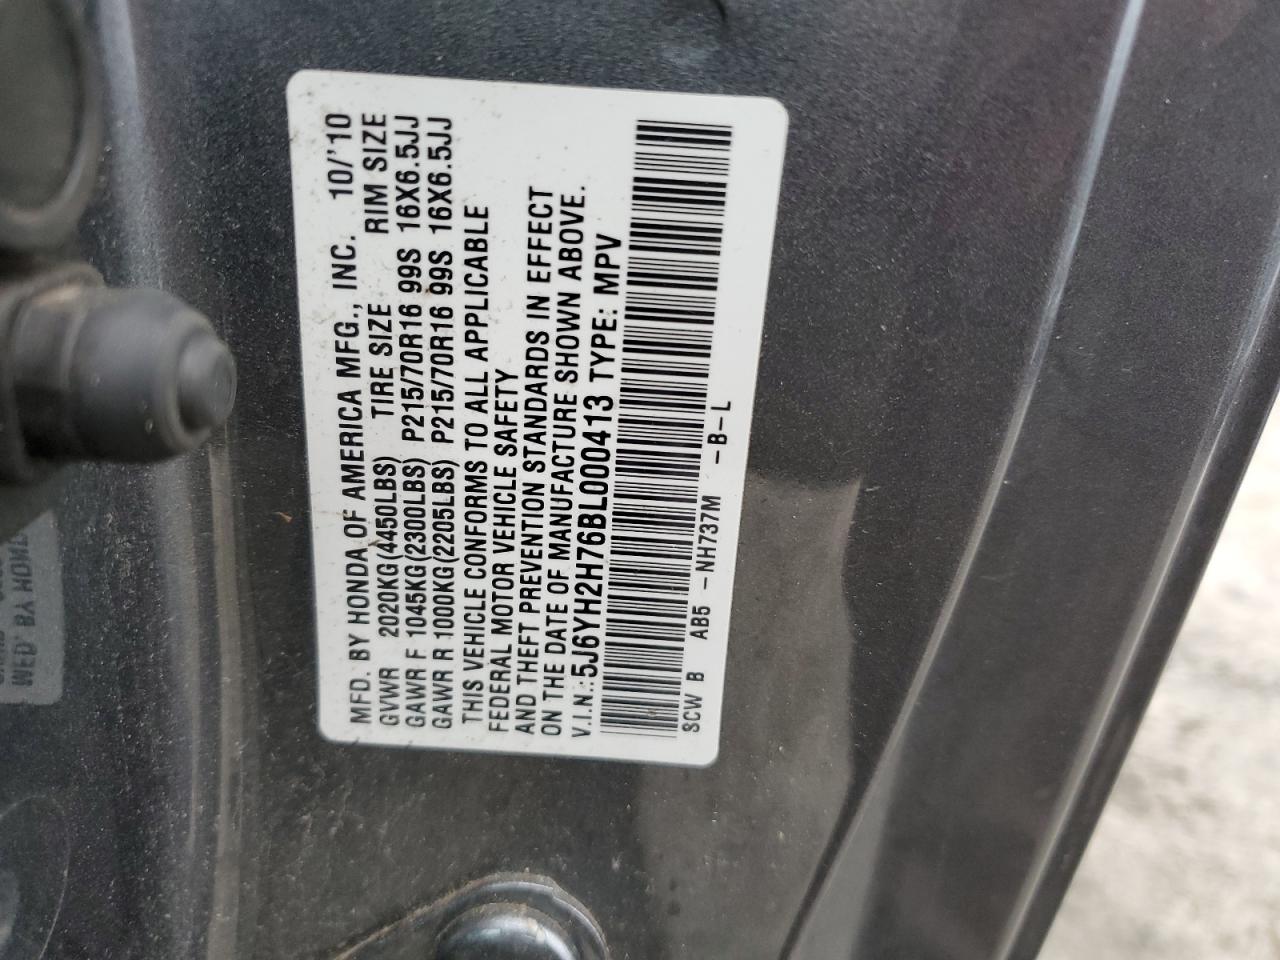 MFD. BY HONDA OF AMERICA MFG., INC. 10/'10
GVWR 2020KG(4450LBS) TIRE SIZE RIM SIZE
GAWR F 1045KG(2300LBS) P215/70R16 99S 16X6.5JJ
GAWR R 1000KG(2205LBS) P215/70R16 99S 16X6.5JJ
THIS VEHICLE CONFORMS TO ALL APPLICABLE
FEDERAL MOTOR VEHICLE SAFETY
AND THEFT PREVENTION STANDARDS IN EFFECT
ON THE DATE OF MANUFACTURE SHOWN ABOVE.
V.I.N.:5J6YH2H76BL000413 TYPE: MPV
SCW B AB5 -NH737M -B-L